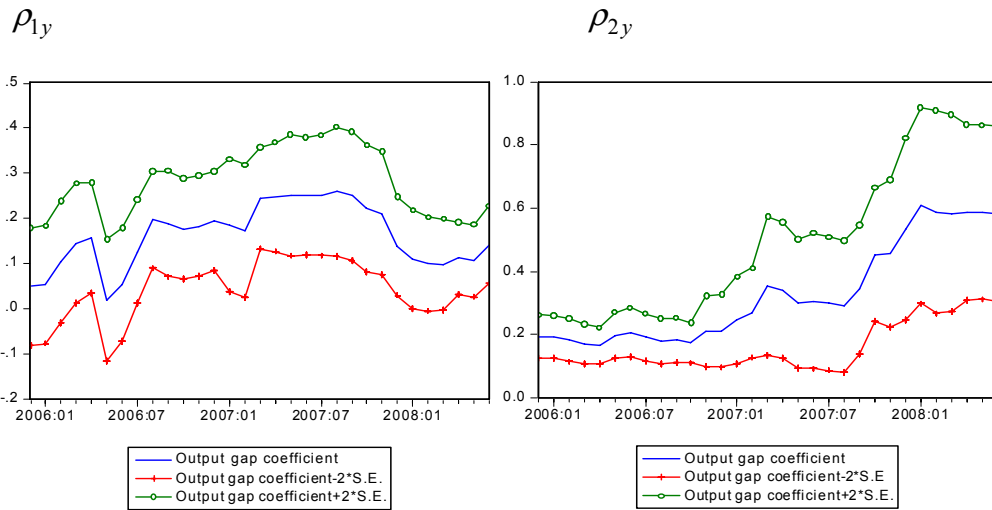 ρ1y
ρ2y
.5
.4
.3
.2
.1
.0
-.1
-.2
2006:01 2006:07 2007:01 2007:07 2008:01
Output gap coefficient
Output gap coefficient-2*S.E.
Output gap coefficient+2*S.E.
1.0
0.8
0.6
0.4
0.2
0.0
2006:01 2006:07 2007:01 2007:07 2008:01
Output gap coefficient
Output gap coefficient-2*S.E
Output gap coefficient+2*S.E.